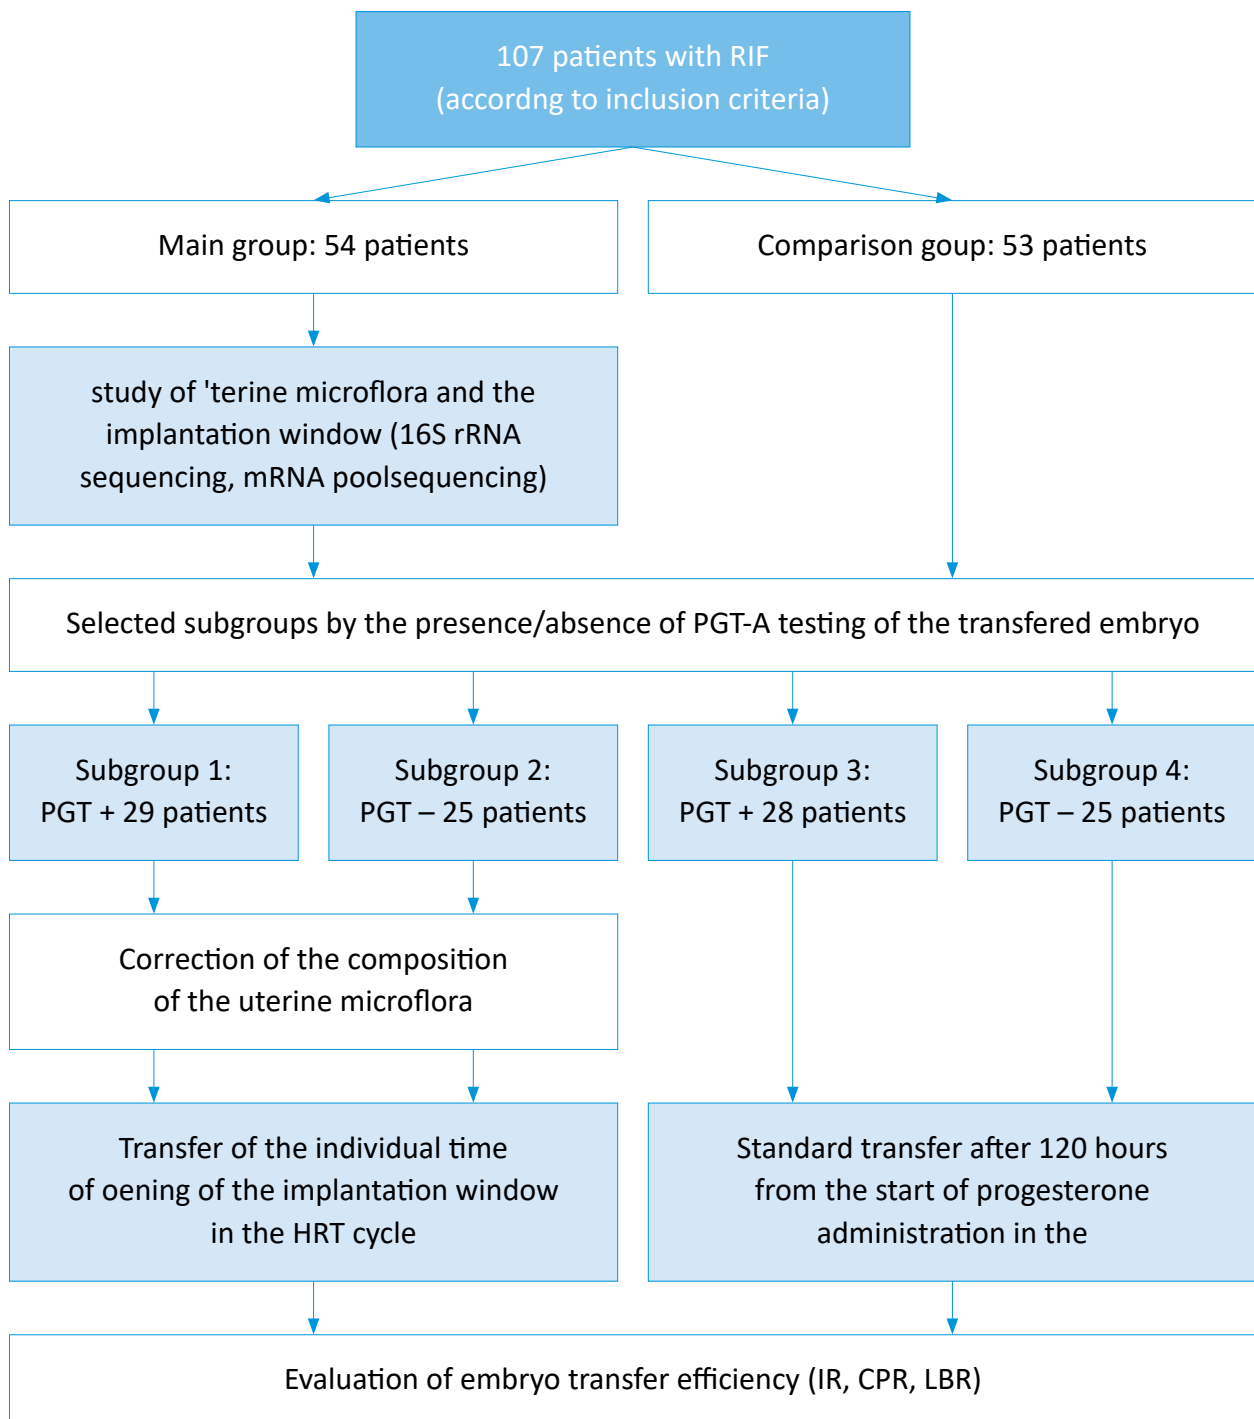 107 patients with RIF
(accordng to inclusion criteria)
Main group: 54 patients
Comparison goup: 53 patients
study of 'terine microflora and the
implantation window (16S rRNA
sequencing, mRNA poolsequencing)
Selected subgroups by the presence/absence of PGT-A testing of the transfered embryo
Subgroup 1:
PGT + 29 patients
Subgroup 2:
PGT – 25 patients
Subgroup 3:
PGT + 28 patients
Subgroup 4:
PGT – 25 patients
Correction of the composition
of the uterine microflora
Transfer of the individual time
of oening of the implantation window
in the HRT cycle
Standard transfer after 120 hours
from the start of progesterone
administration in the
Evaluation of embryo transfer efficiency (IR, CPR, LBR)